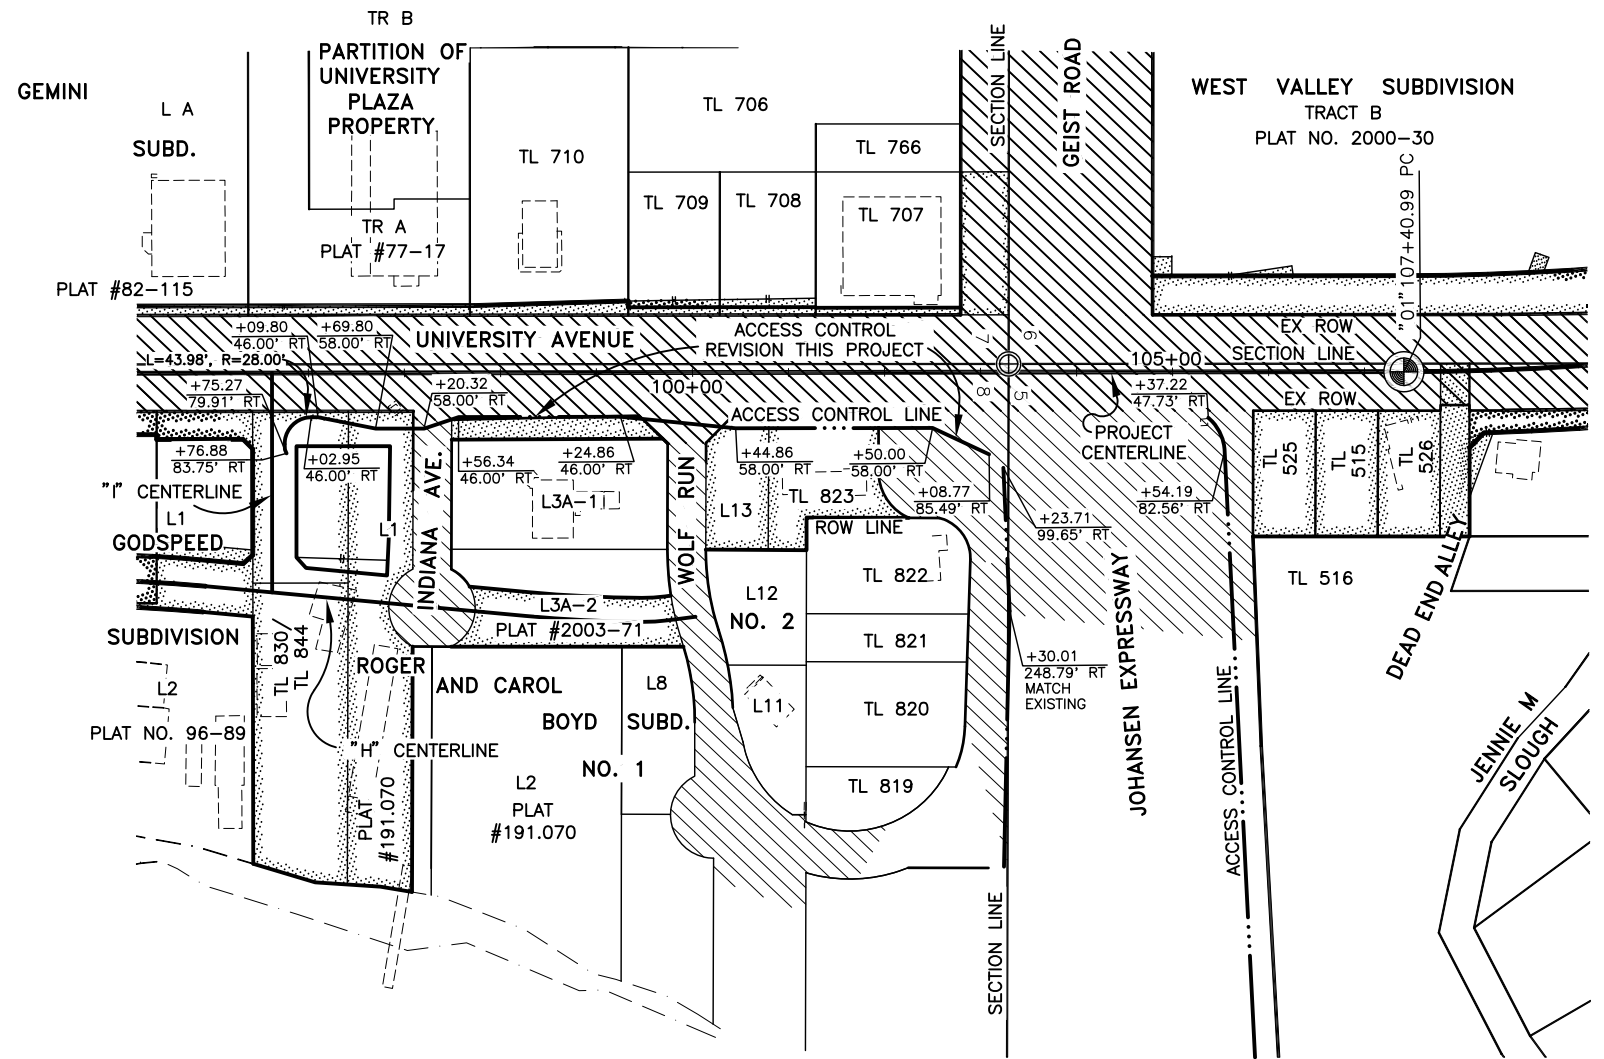 TR B
PARTITION OF
UNIVERSITY
PLAZA
PROPERTY
GEMINI
L A
SUBD.
TL 706
TL 710
TL 766
TL 709
TL 708
TL 707
TR A
PLAT #77-17
PLAT #82-115
SECTION LINE
GEIST ROAD
WEST VALLEY SUBDIVISION
TRACT B
PLAT NO. 2000-30
"01" 107+40.99 PC
+09.80
46.00' RT
+69.80
58.00' RT
UNIVERSITY AVENUE
ACCESS CONTROL
REVISION THIS PROJECT
7
6
8
5
EX ROW
SECTION LINE
105+00
L=43.98', R=28.00'
+75.27
79.91' RT
+20.32
58.00' RT
100+00
+37.22
47.73' RT
EX ROW
ACCESS CONTROL LINE
PROJECT
CENTERLINE
+76.88
83.75' RT
+02.95
46.00' RT
+56.34
46.00' RT
+24.86
46.00' RT
+44.86
58.00' RT
+50.00
58.00' RT
+08.77
85.49' RT
+54.19
82.56' RT
+23.71
99.65' RT
TL
525
TL
515
TL
526
"I" CENTERLINE
L1
GODSPEED
L1
INDIANA AVE.
L3A-1
WOLF RUN
L13
TL 823
ROW LINE
TL 822
TL 516
L12
NO. 2
L3A-2
PLAT #2003-71
TL 821
SUBDIVISION
TL 830/
TL 844
ROGER
AND CAROL
BOYD SUBD.
NO. 1
L8
L2
PLAT NO. 96-89
"H" CENTERLINE
L2
PLAT
#191.070
PLAT
#191.070
L11
TL 820
TL 819
+30.01
248.79' RT
MATCH
EXISTING
JOHANSEN EXPRESSWAY
ACCESS CONTROL LINE
DEAD END ALLEY
JENNIE M
SLOUGH
SECTION LINE